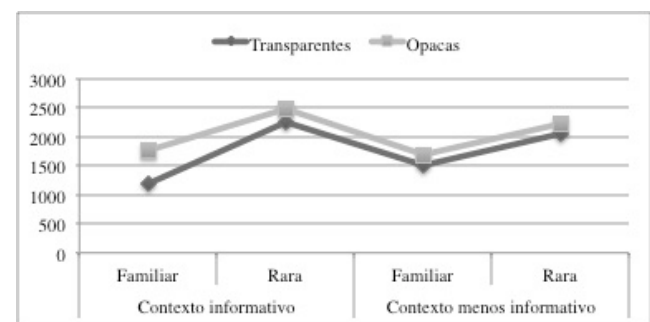 Transparentes Opacas
3000
2500
2000
1500
1000
500
0
Familiar Rara Familiar Rara
Contexto informativo Contexto menos informativo